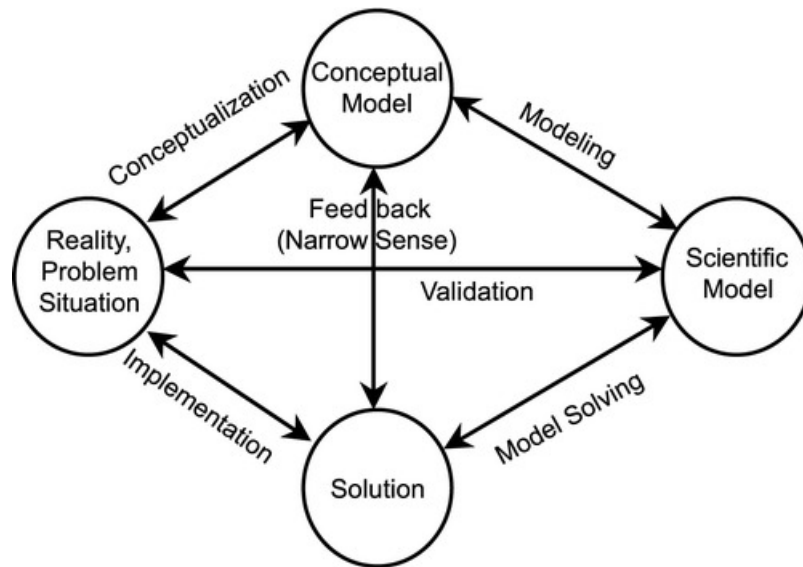 Conceptual
Model
Conceptualization
Modeling
Feed back
(Narrow Sense)
Reality,
Problem
Situation
Scientific
Model
Validation
Implementation
Model Solving
Solution